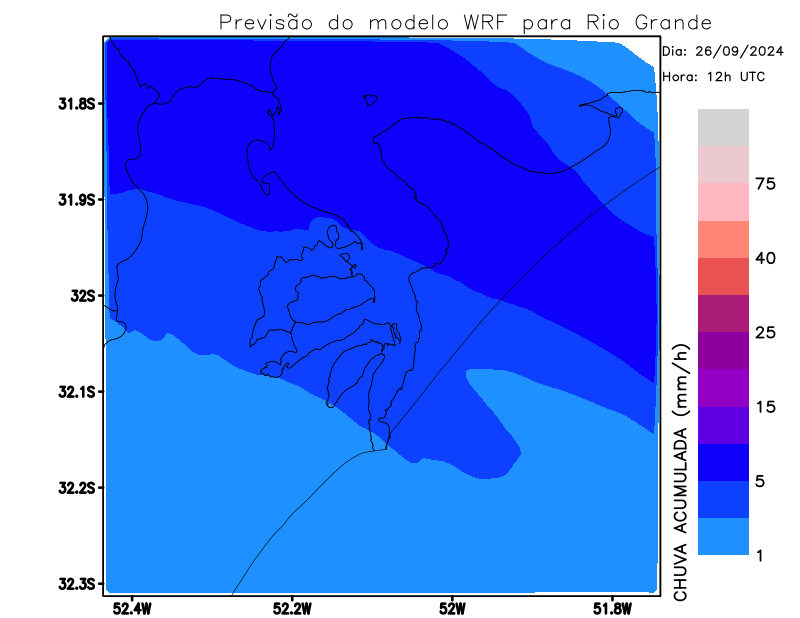 Previsão do modelo WRF para Rio Grande
Dia: 26/09/2024
Hora: 12h UTC
31.8S
31.9S
32S
32.1S
32.2S
32.3S
52.4W
52.2W
52W
51.8W
75
40
25
15
5
1
CHUVA ACUMULADA (mm/h)